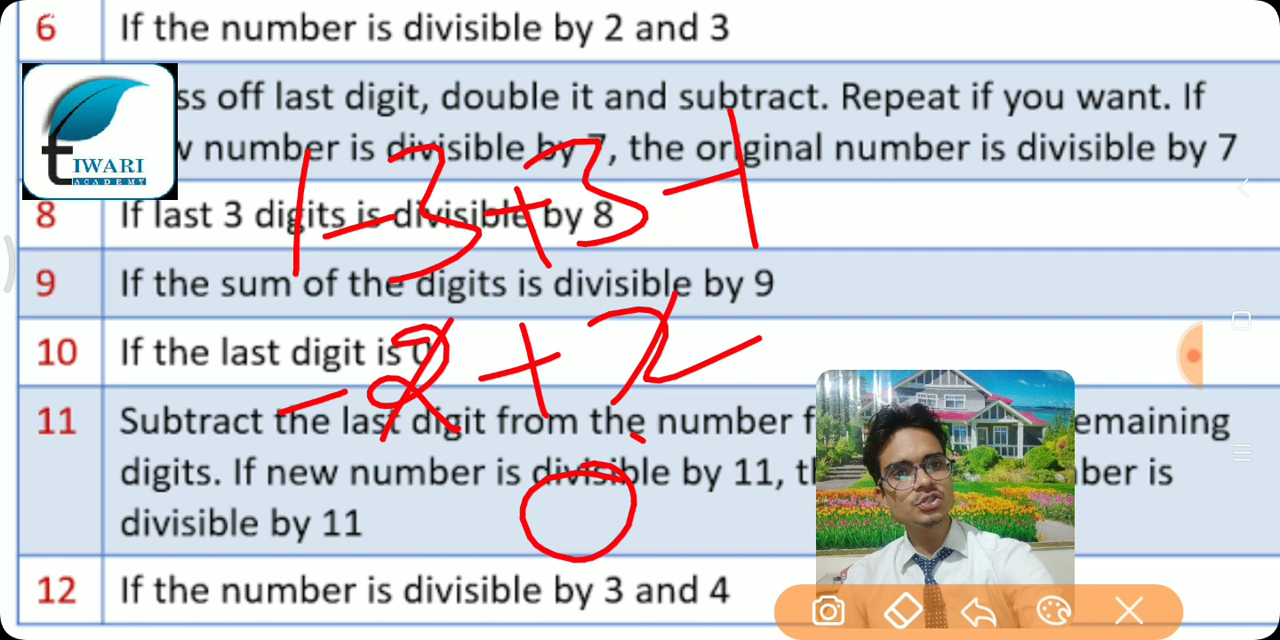 6 If the number is divisible by 2 and 3
ss off last digit, double it and subtract. Repeat if you want. If
number is divisible by 7, the original number is divisible by 7
tIWARI
ACADEMY
8 If last 3 digits is divisible by 8
1-3+3-1
9 If the sum of the digits is divisible by 9
10 If the last digit is 0
-2+2
11 Subtract the last digit from the number f emaining
digits. If new number is divisible by 11, th ber is
0
divisible by 11
12 If the number is divisible by 3 and 4